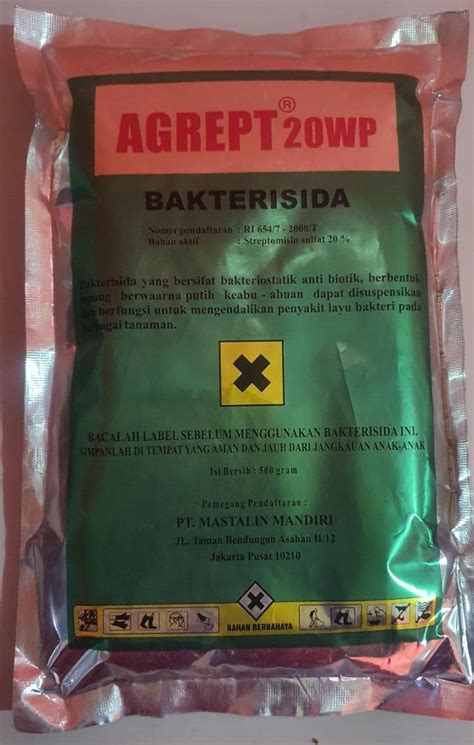 AGREPT® 20WP
BAKTERISIDA
Nomor pendaftaran : RI 654/7 - 2008/T
Bahan aktif : Streptomisin sulfat 20 %
Bakterisida yang bersifat bakteriostatik anti biotik, berbentuk
tepung berwaarna putih keabu - abuan dapat disuspensikan
dan berfungsi untuk mengendalikan penyakit layu bakteri pada
berbagai tanaman.
BACALAH LABEL SEBELUM MENGGUNAKAN BAKTERISIDA INI.
SIMPANLAH DI TEMPAT YANG AMAN DAN JAUH DARI JANGKAUAN ANAK-ANAK
Isi Bersih : 500 gram
Pemegang Pendaftaran :
PT. MASTALIN MANDIRI
JL. Taman Bendungan Asahan II/12
Jakarta Pusat 10210
BAHAN BERBAHAYA